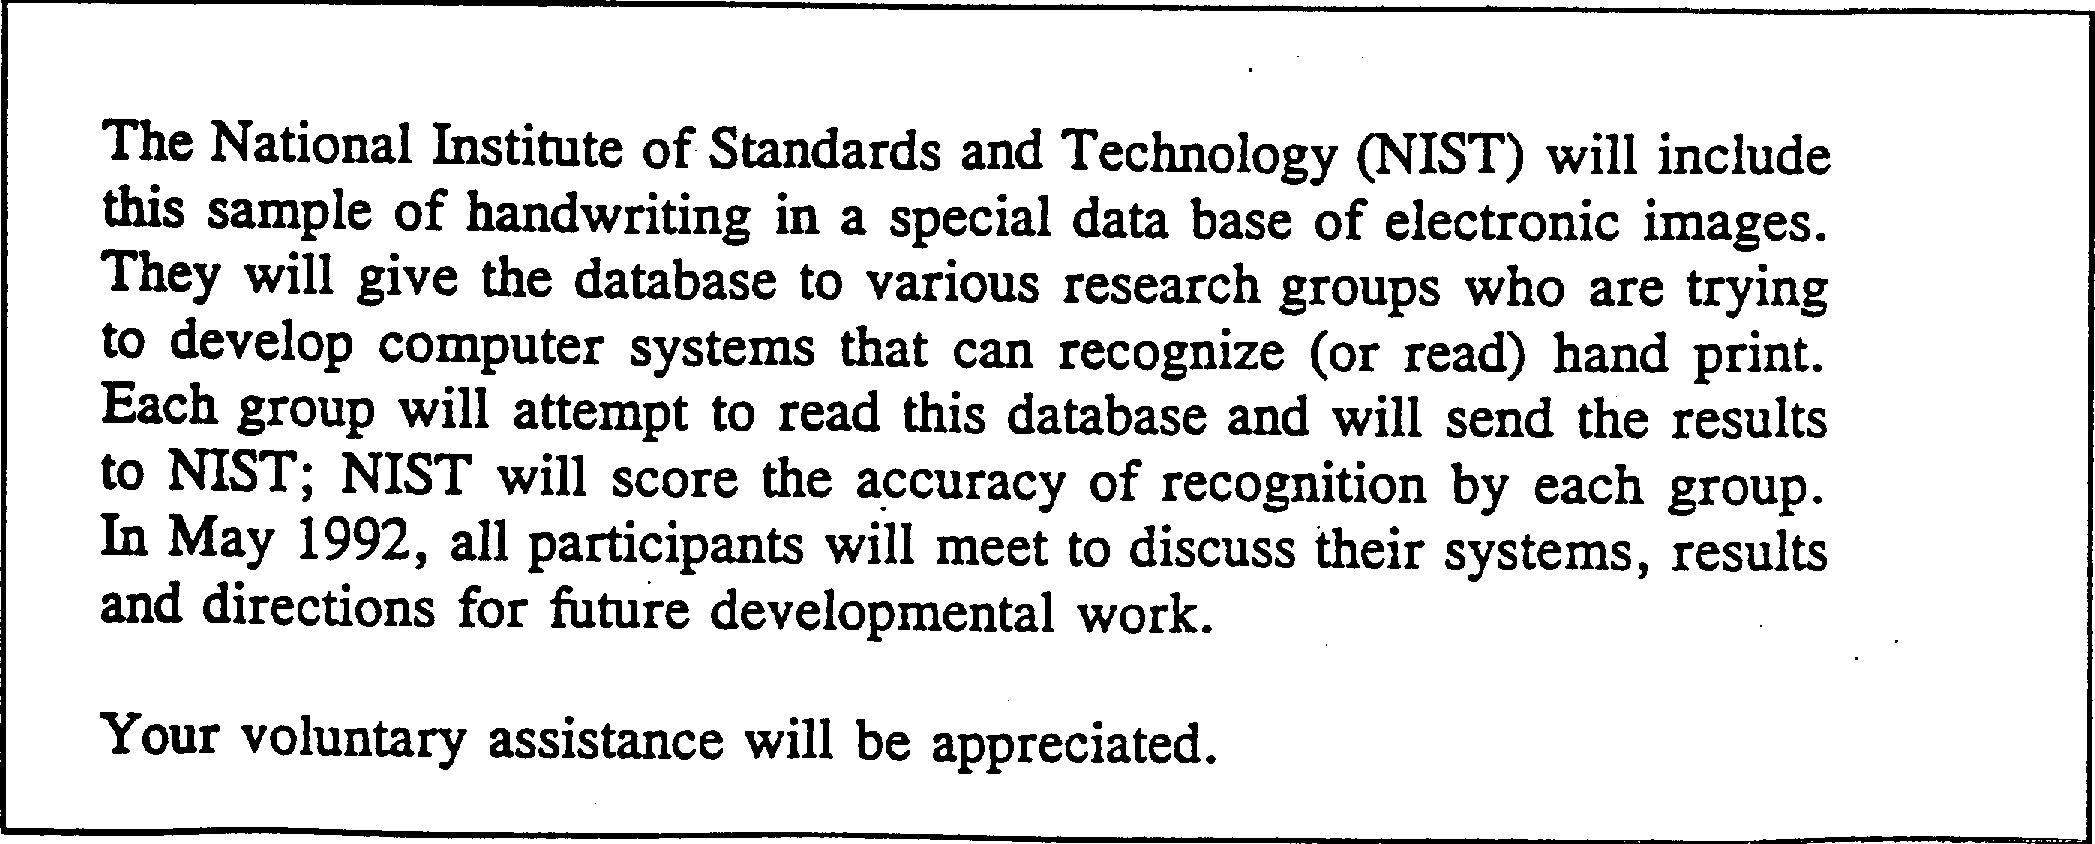 The National Institute of Standards and Technology (NIST) will include
this sample of handwriting in a special data base of electronic images.
They will give the database to various research groups who are trying
to develop computer systems that can recognize (or read) hand print.
Each group will attempt to read this database and will send the results
to NIST; NIST will score the accuracy of recognition by each group.
In May 1992, all participants will meet to discuss their systems, results
and directions for future developmental work.
Your voluntary assistance will be appreciated.